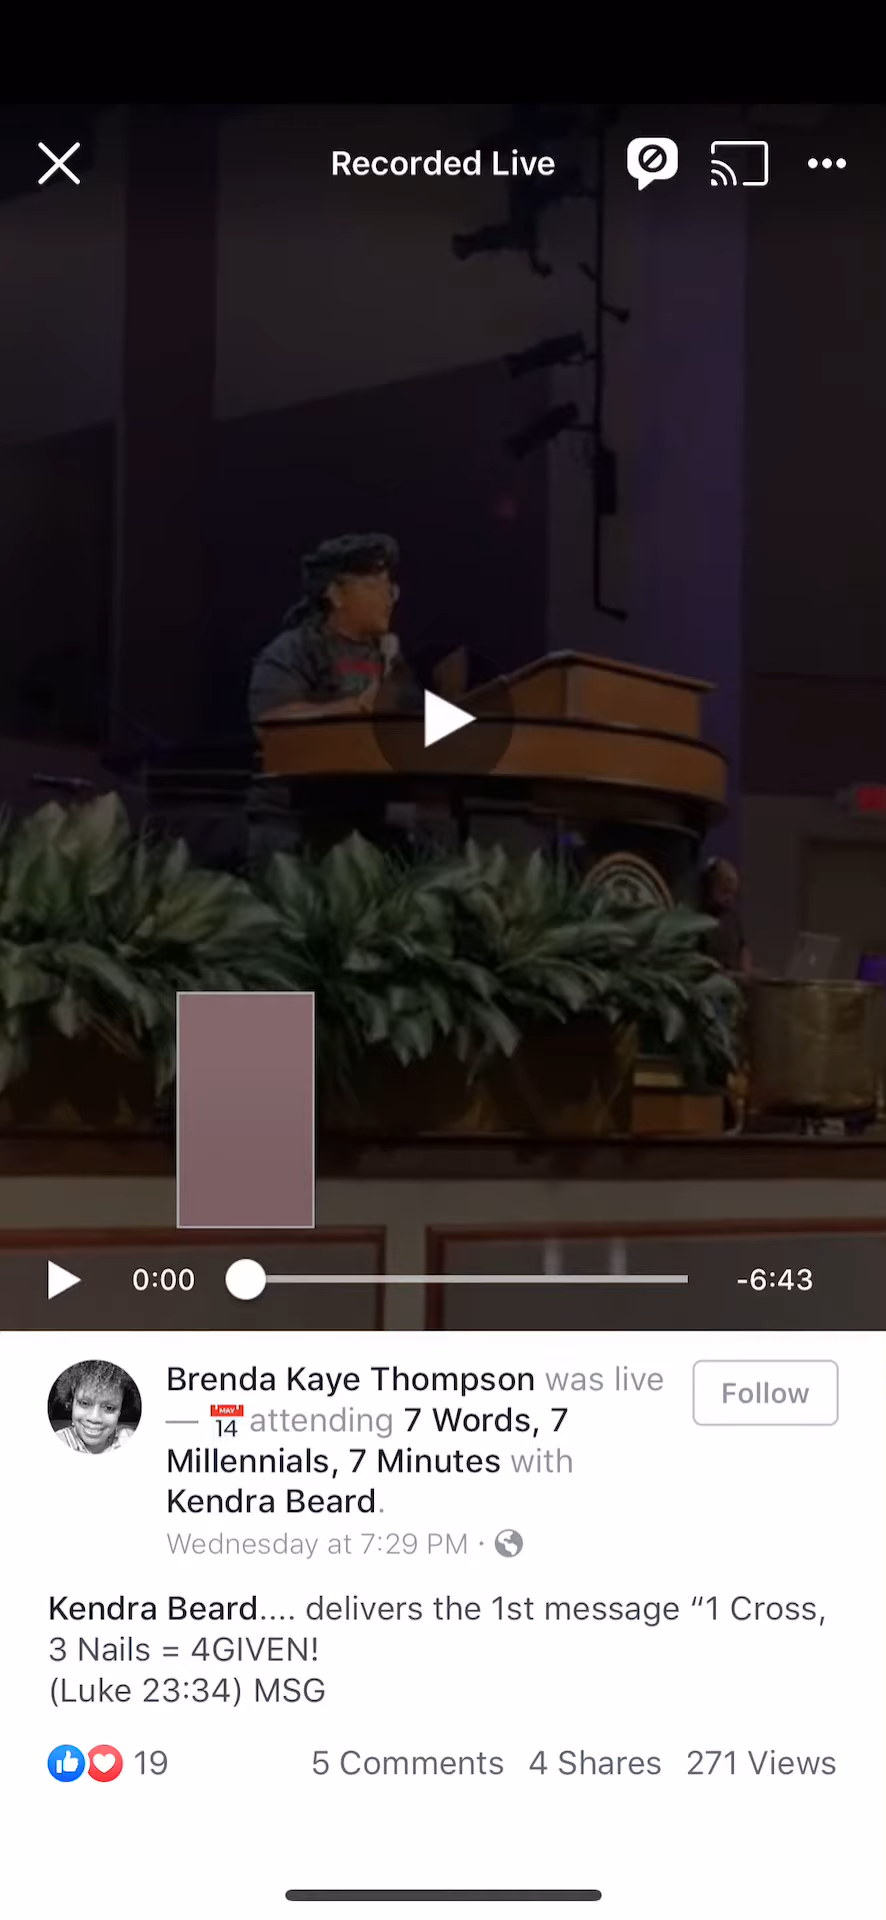 Recorded Live
0:00
-6:43
Brenda Kaye Thompson was live
— MAY 14 attending 7 Words, 7
Millennials, 7 Minutes with
Kendra Beard.
Follow
Wednesday at 7:29 PM ·
Kendra Beard.... delivers the 1st message “1 Cross,
3 Nails = 4GIVEN!
(Luke 23:34) MSG
19
5 Comments 4 Shares 271 Views